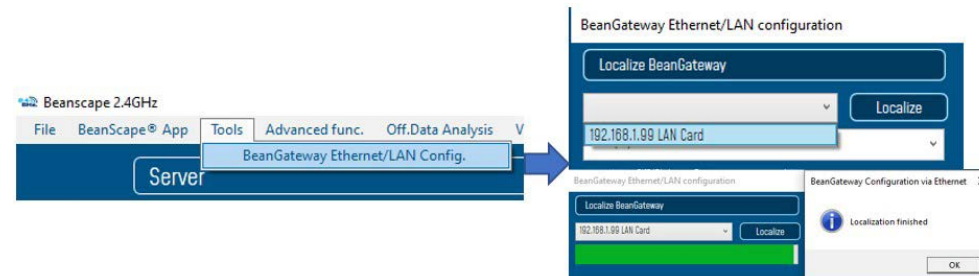 Beanscape 2.4GHz
File BeanScape® App Tools Advanced func. Off.Data Analysis V
BeanGateway Ethernet/LAN Config.
Server
BeanGateway Ethernet/LAN configuration
Localize BeanGateway
Localize
192.168.1.99 LAN Card
BeanGateway Ethernet/LAN configuration
Localize BeanGateway
192.168.1.99 LAN Card Localize
BeanGateway Configuration via Ethernet
Localization finished
OK